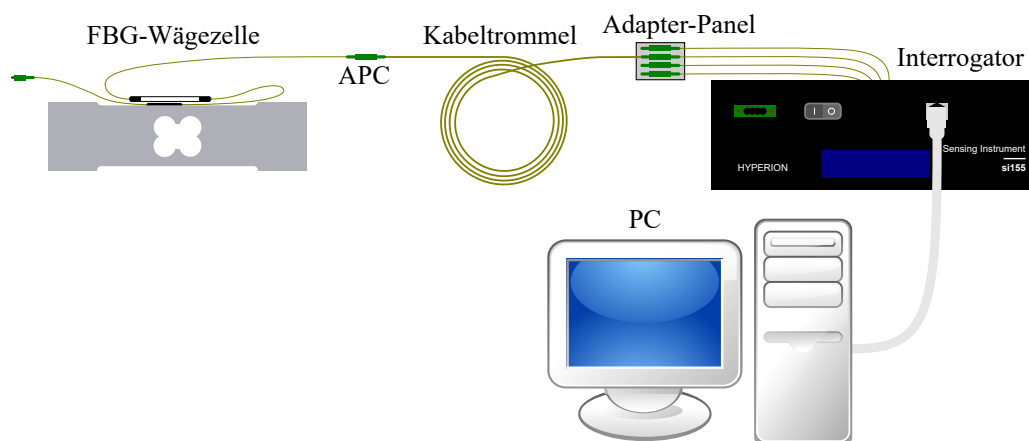 FBG-Wägezelle
APC
Kabeltrommel
Adapter-Panel
Interrogator
I O
Sensing Instrument
HYPERION
si155
PC